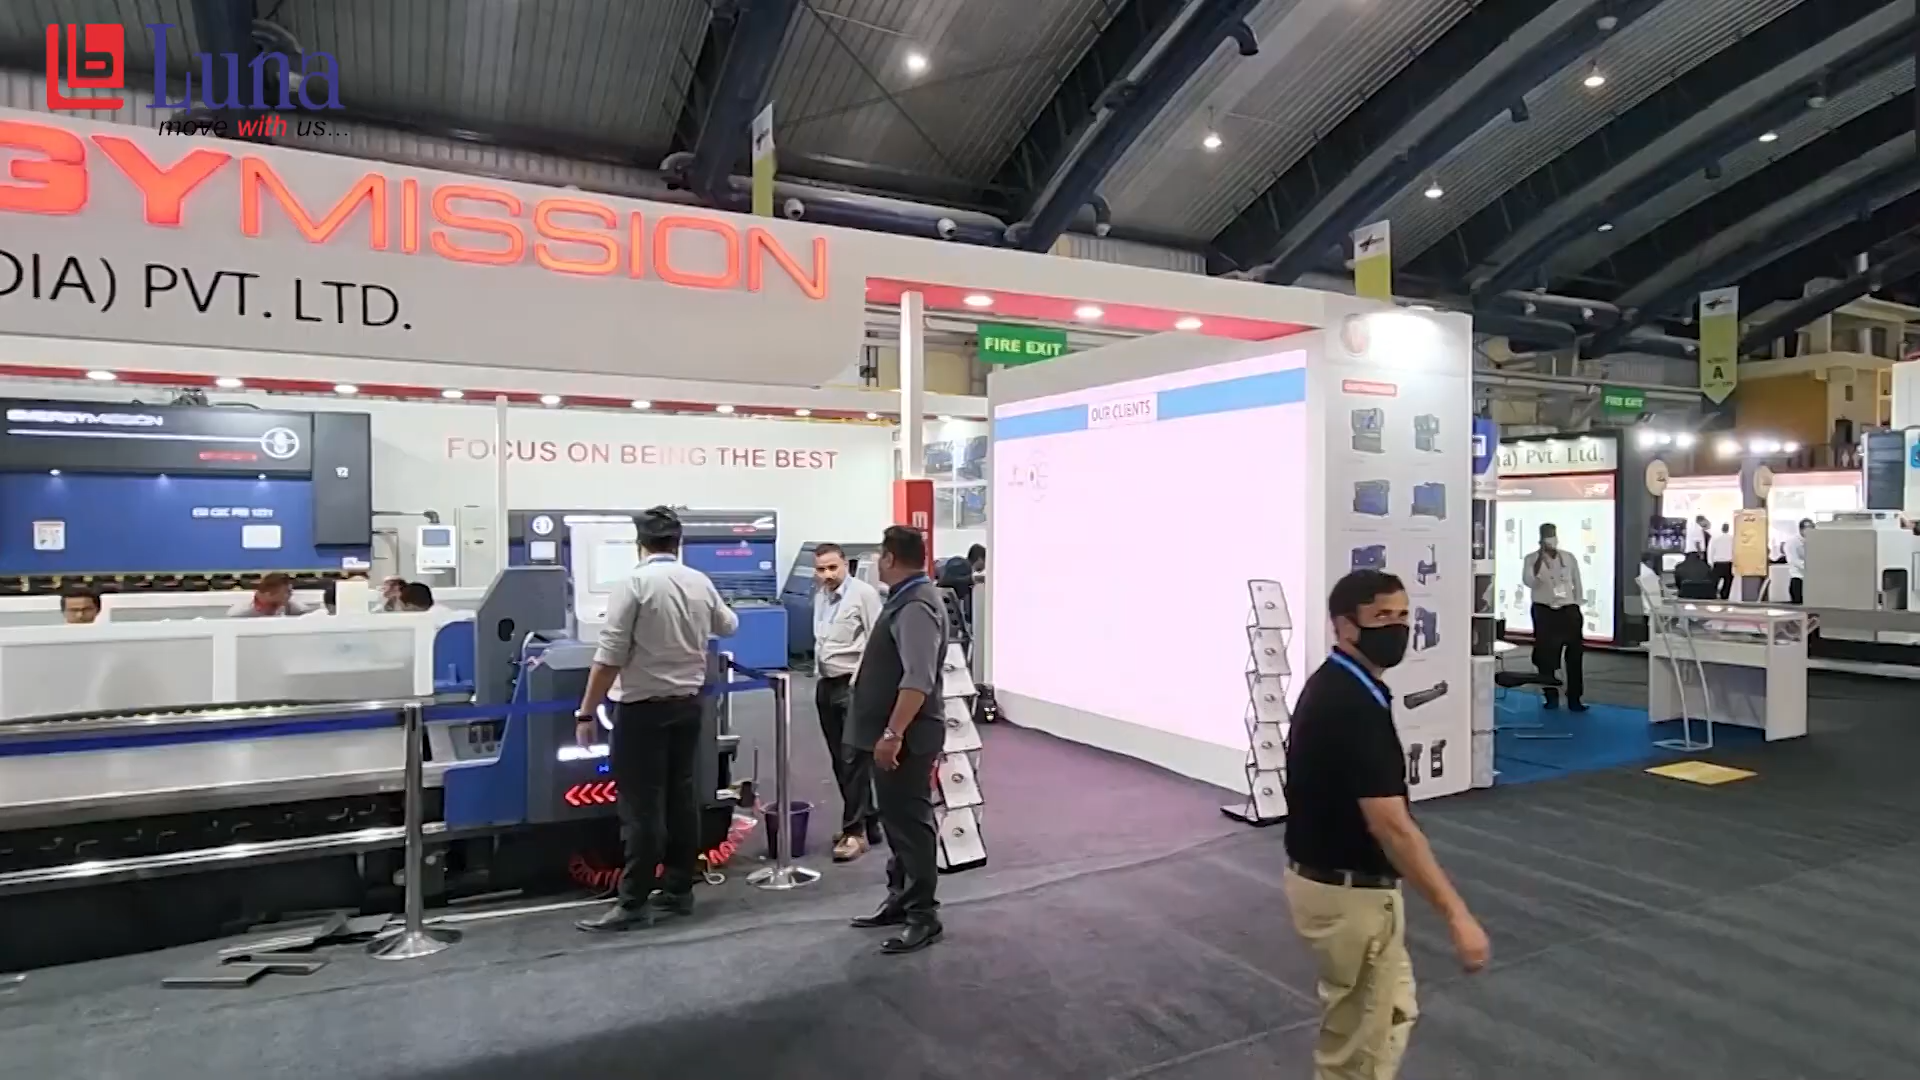 Luna
move with us...
GYMISSION
DIA) PVT. LTD.
FIRE EXIT
FIRE EXIT
A
OUR CLIENTS
ENERGYMISSION
FOCUS ON BEING THE BEST
a) Pvt. Ltd.